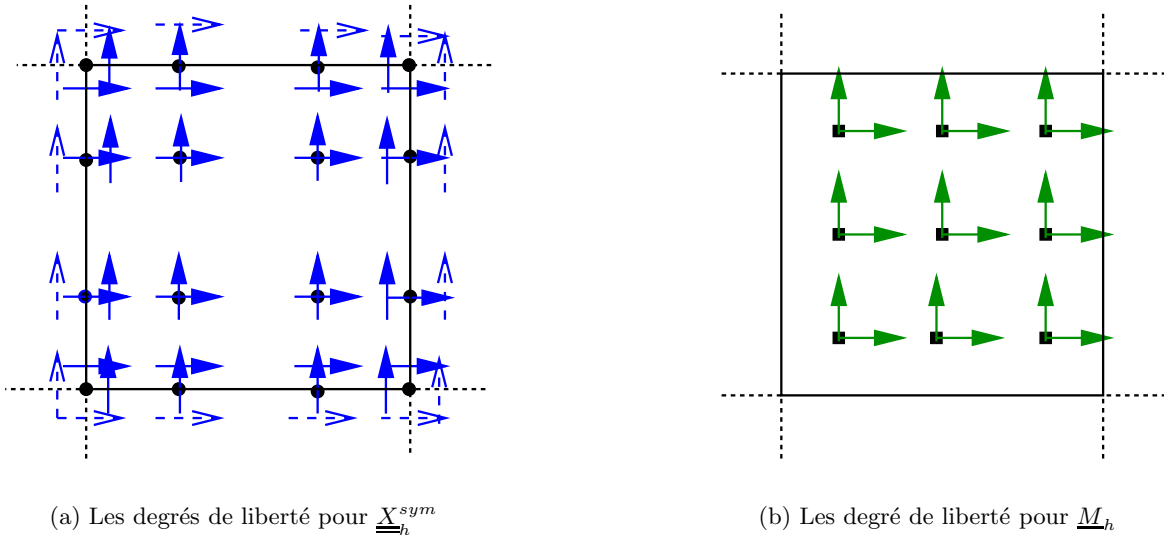 (a) Les degrés de liberté pour X_h^{sym}
(b) Les degré de liberté pour M_h